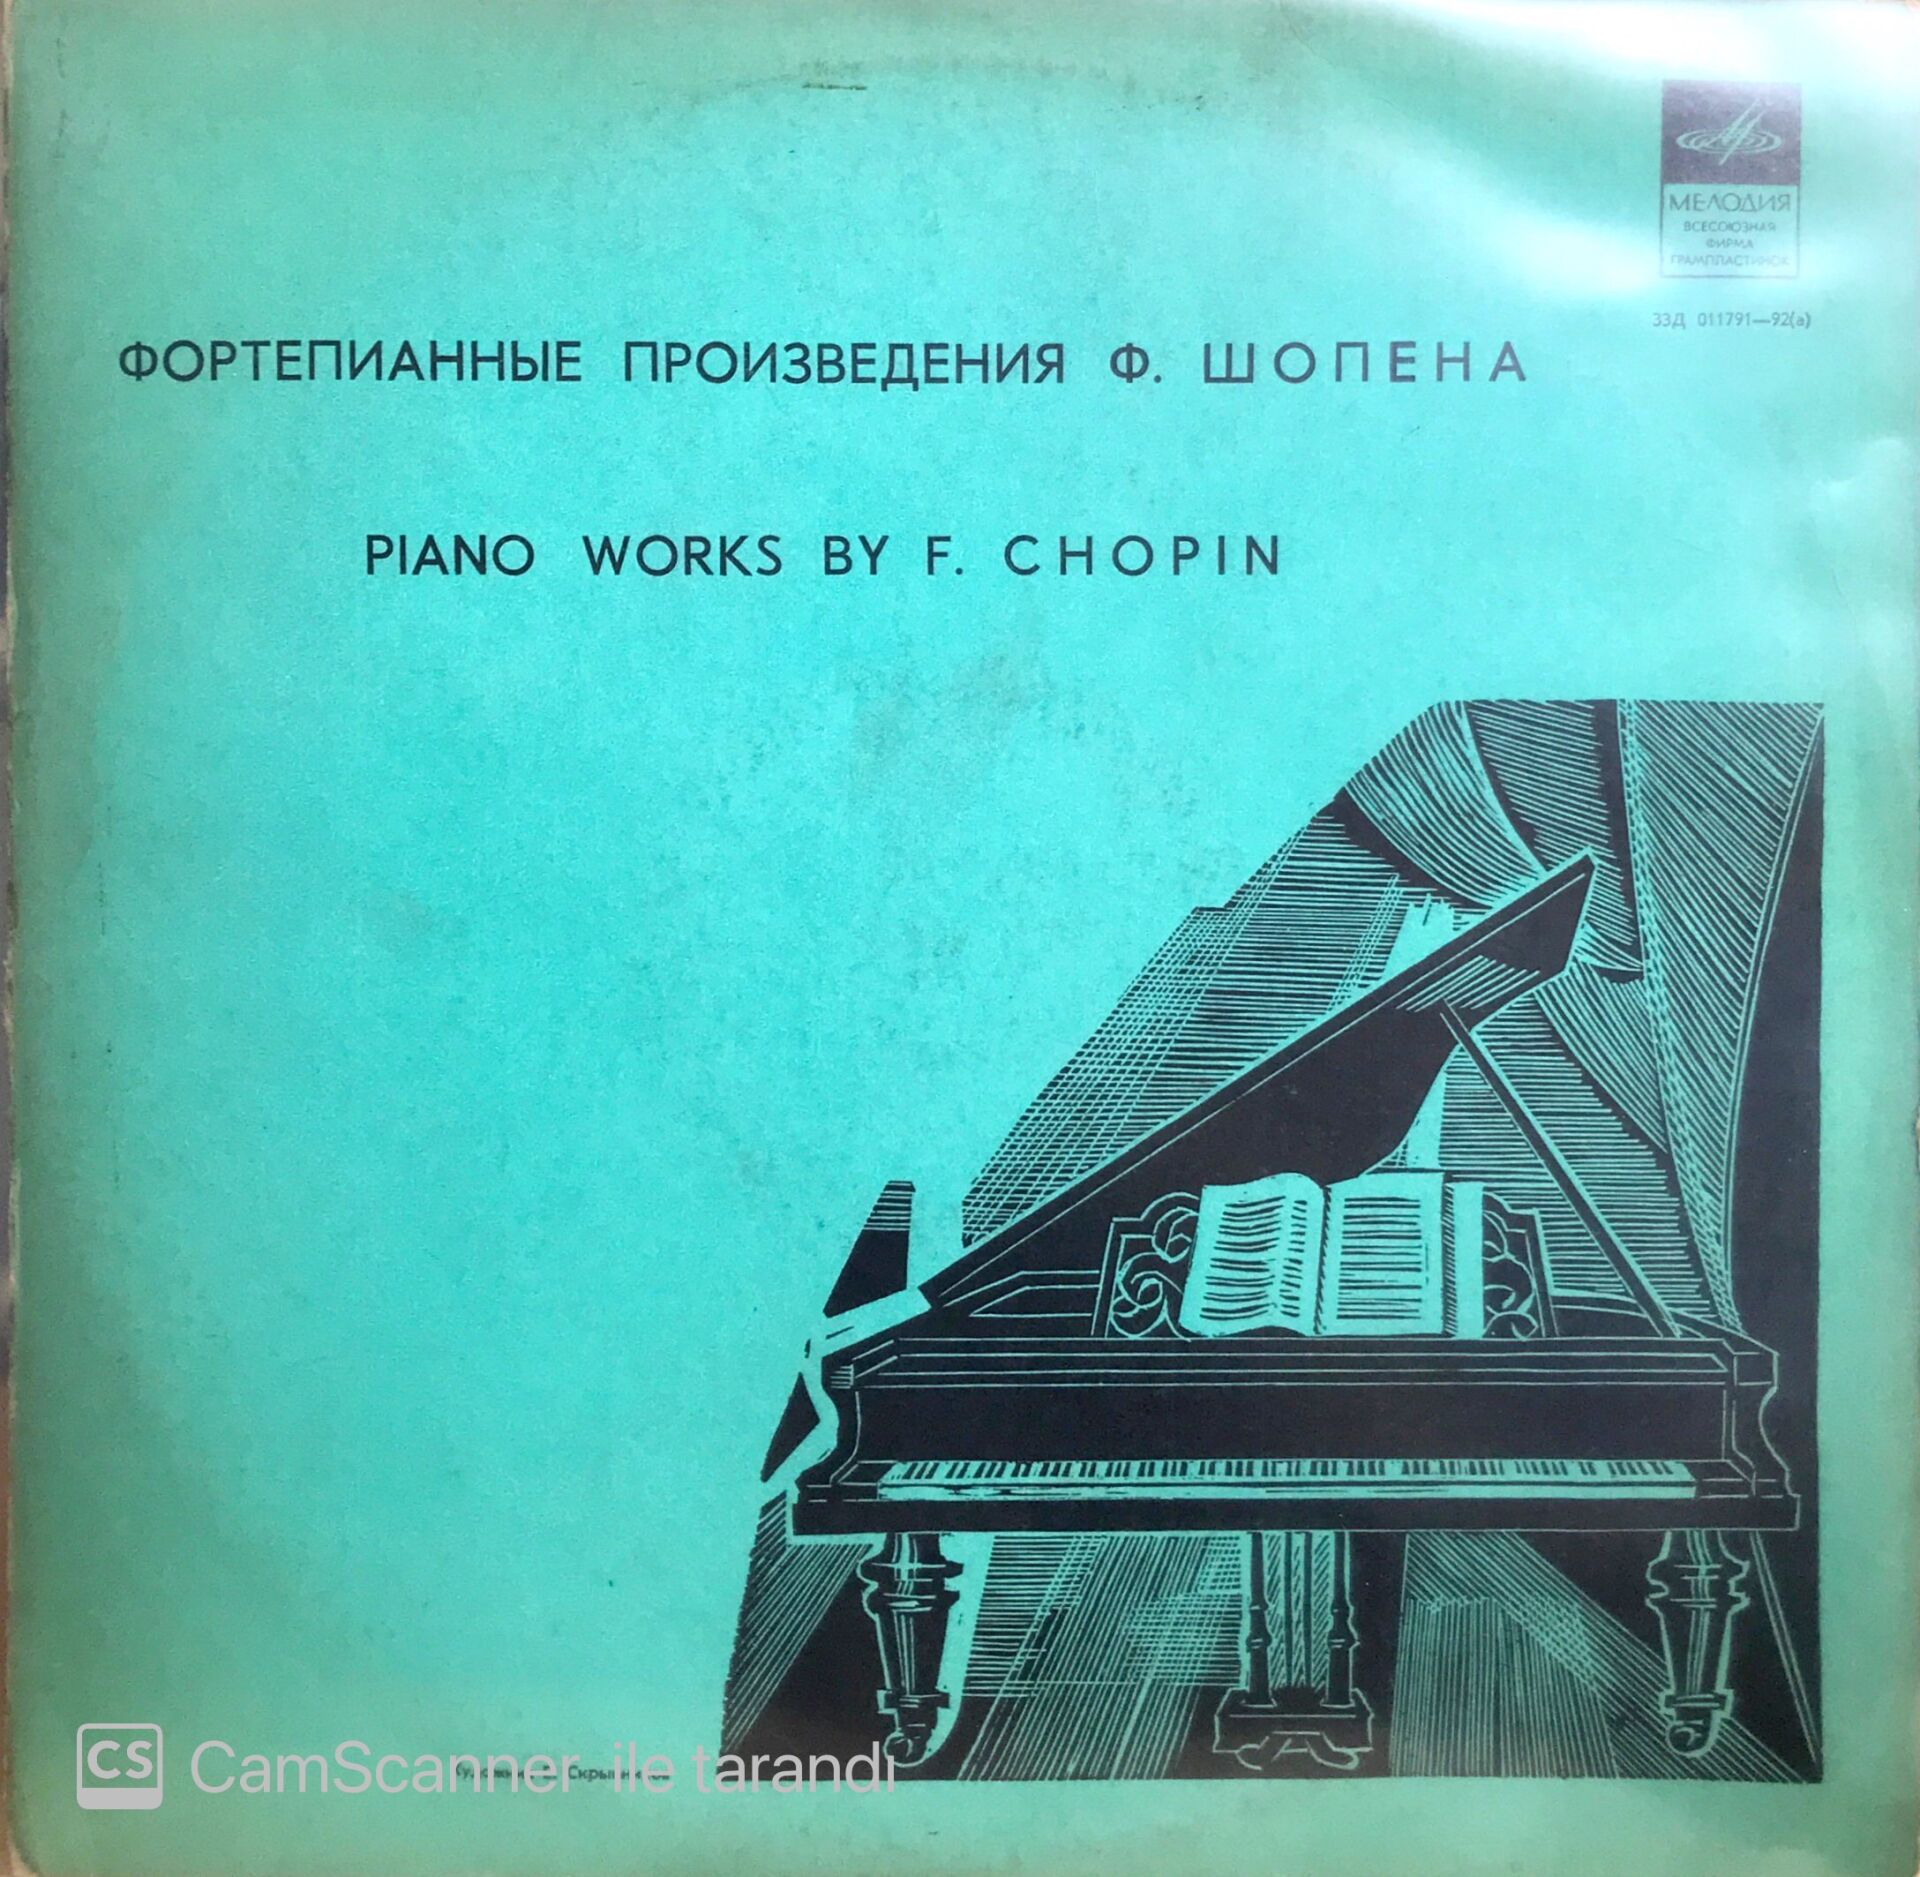 МЕЛОДИЯ
ВСЕСОЮЗНАЯ
ФИРМА
ГРАМПЛАСТИНОК
33Д 011791—92(а)
ФОРТЕПИАННЫЕ ПРОИЗВЕДЕНИЯ Ф. ШОПЕНА
PIANO WORKS BY F. CHOPIN
CS CamScanner ile tarandı